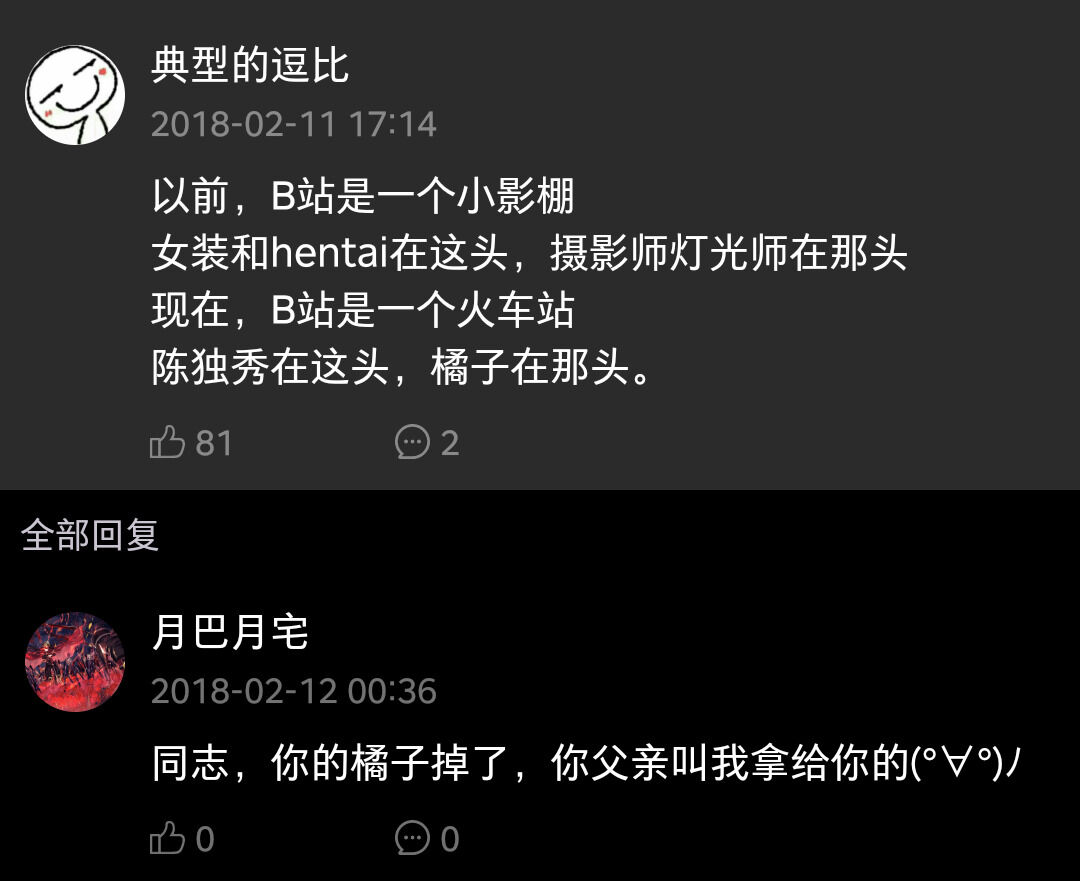 典型的逗比
2018-02-11 17:14
以前，B站是一个小影棚
女装和hentai在这头，摄影师灯光师在那头
现在，B站是一个火车站
陈独秀在这头，橘子在那头。
81 2
全部回复
月巴月宅
2018-02-12 00:36
同志，你的橘子掉了，你父亲叫我拿给你的(°∀°)ﾉ
0 0